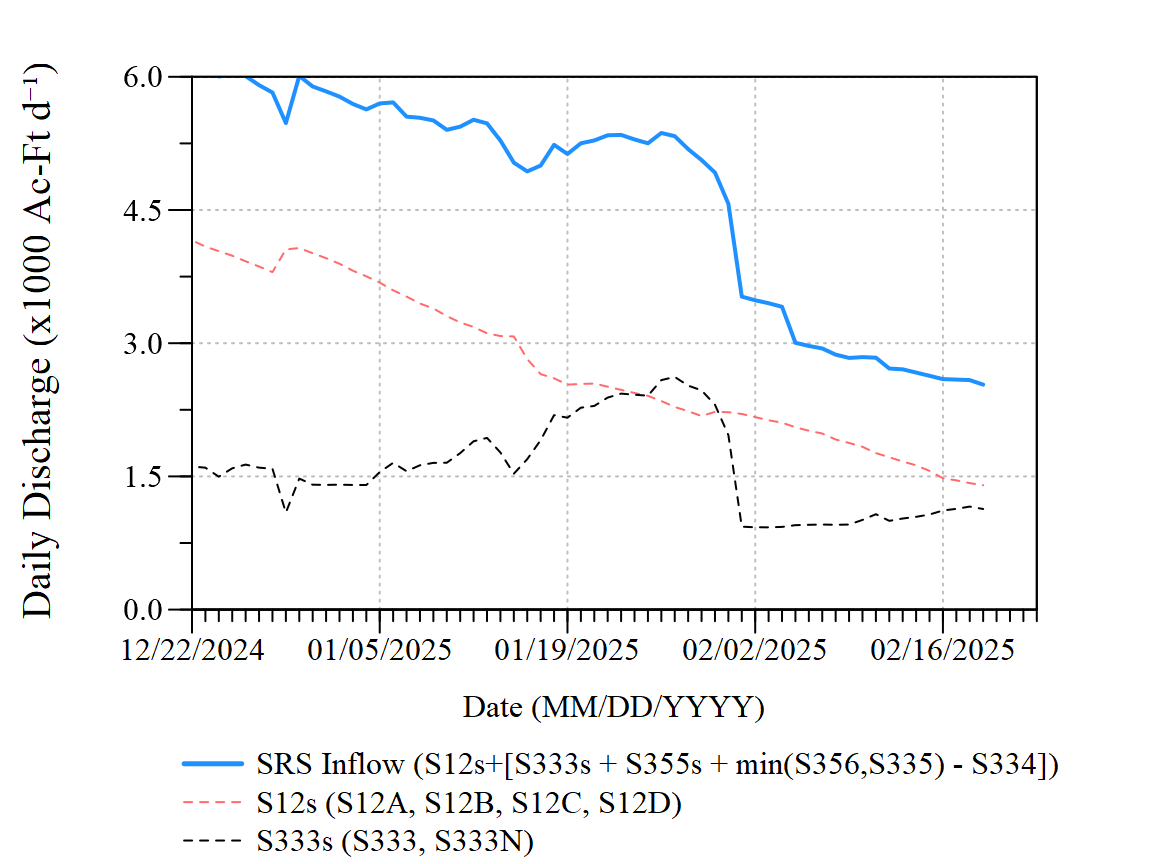 Daily Discharge (x1000 Ac-Ft d⁻¹)
6.0
4.5
3.0
1.5
0.0
12/22/2024 01/05/2025 01/19/2025 02/02/2025 02/16/2025
Date (MM/DD/YYYY)
SRS Inflow (S12s+[S333s + S355s + min(S356,S335) - S334])
S12s (S12A, S12B, S12C, S12D)
S333s (S333, S333N)